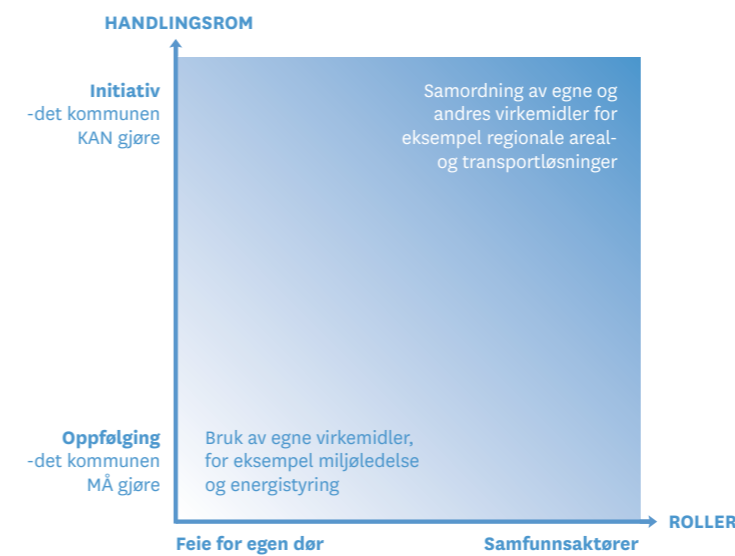 HANDLINGSROM
Initiativ
-det kommunen
KAN gjøre
Samordning av egne og
andres virkemidler for
eksempel regionale areal-
og transportløsninger
Oppfølging
-det kommunen
MÅ gjøre
Bruk av egne virkemidler,
for eksempel miljøledelse
og energistyring
ROLLER
Feie for egen dør
Samfunnsaktører